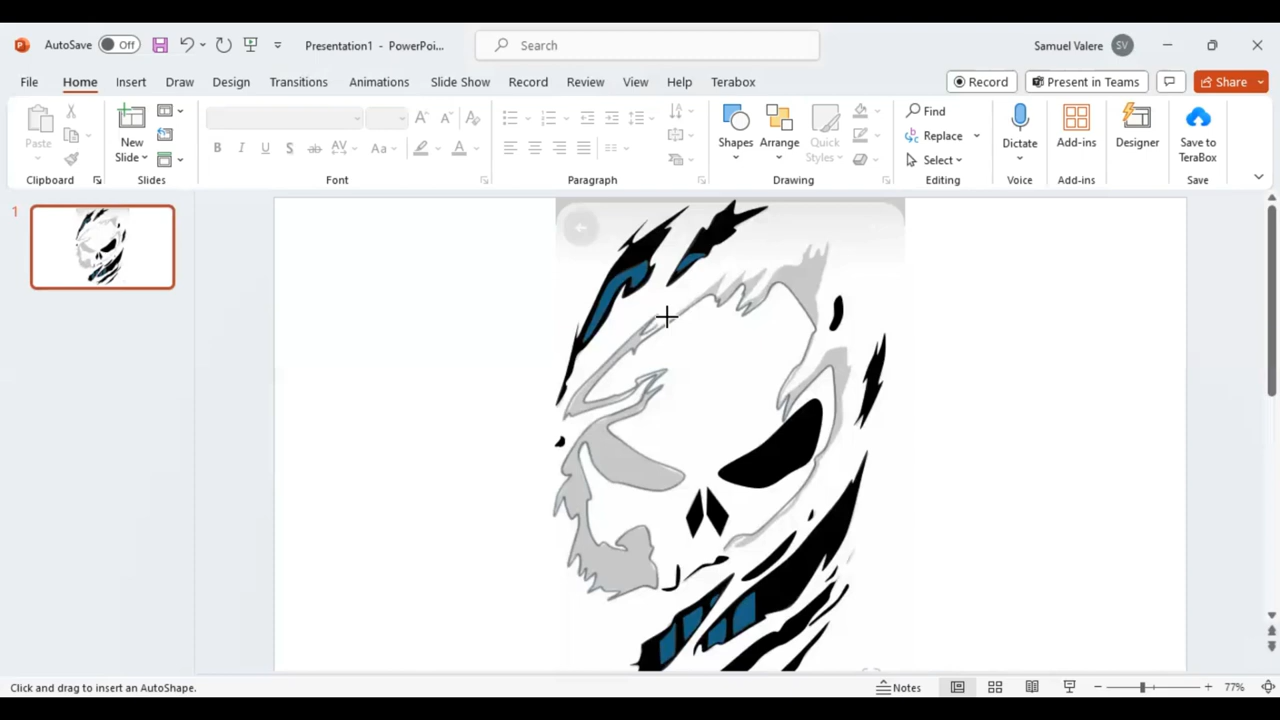 AutoSave Off Presentation1 - PowerPoi... Search Samuel Valere SV
File Home Insert Draw Design Transitions Animations Slide Show Record Review View Help Terabox Record Present in Teams Share
Paste New Slide B I U S ab AV Aa A A A A Shapes Arrange Quick Styles Find Replace Select Dictate Add-ins Designer Save to TeraBox
Clipboard Slides Font Paragraph Drawing Editing Voice Add-ins Save
1
Click and drag to insert an AutoShape. Notes 77%